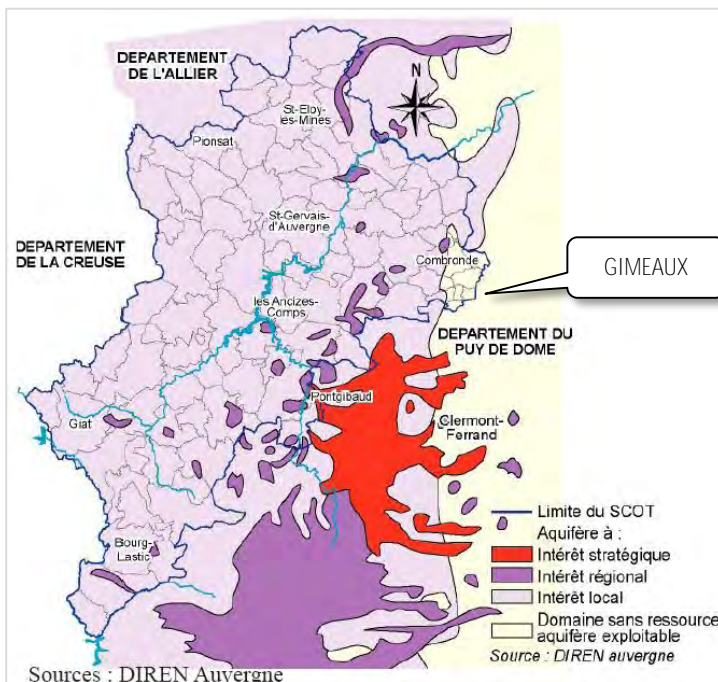 DEPARTEMENT
DE L'ALLIER
N
St-Eloy-
les-Mines
Pionsat
St-Gervais-
d'Auvergne
DEPARTEMENT
DE LA CREUSE
Combronde
GIMEAUX
les Ancizes-
Comps
DEPARTEMENT DU
PUY DE DOME
Pontgibaud
Giat
Clermont-
Ferrand
Bourg-
Lastic
Limite du SCOT
Aquifère à :
Intérêt stratégique
Intérêt régional
Intérêt local
Domaine sans ressource
aquifère exploitable
Source : DIREN auvergne
Sources : DIREN Auvergne